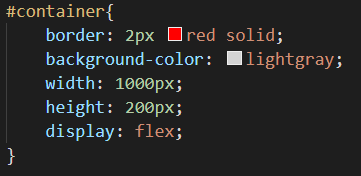 #container{
    border: 2px red solid;
    background-color: lightgray;
    width: 1000px;
    height: 200px;
    display: flex;
}